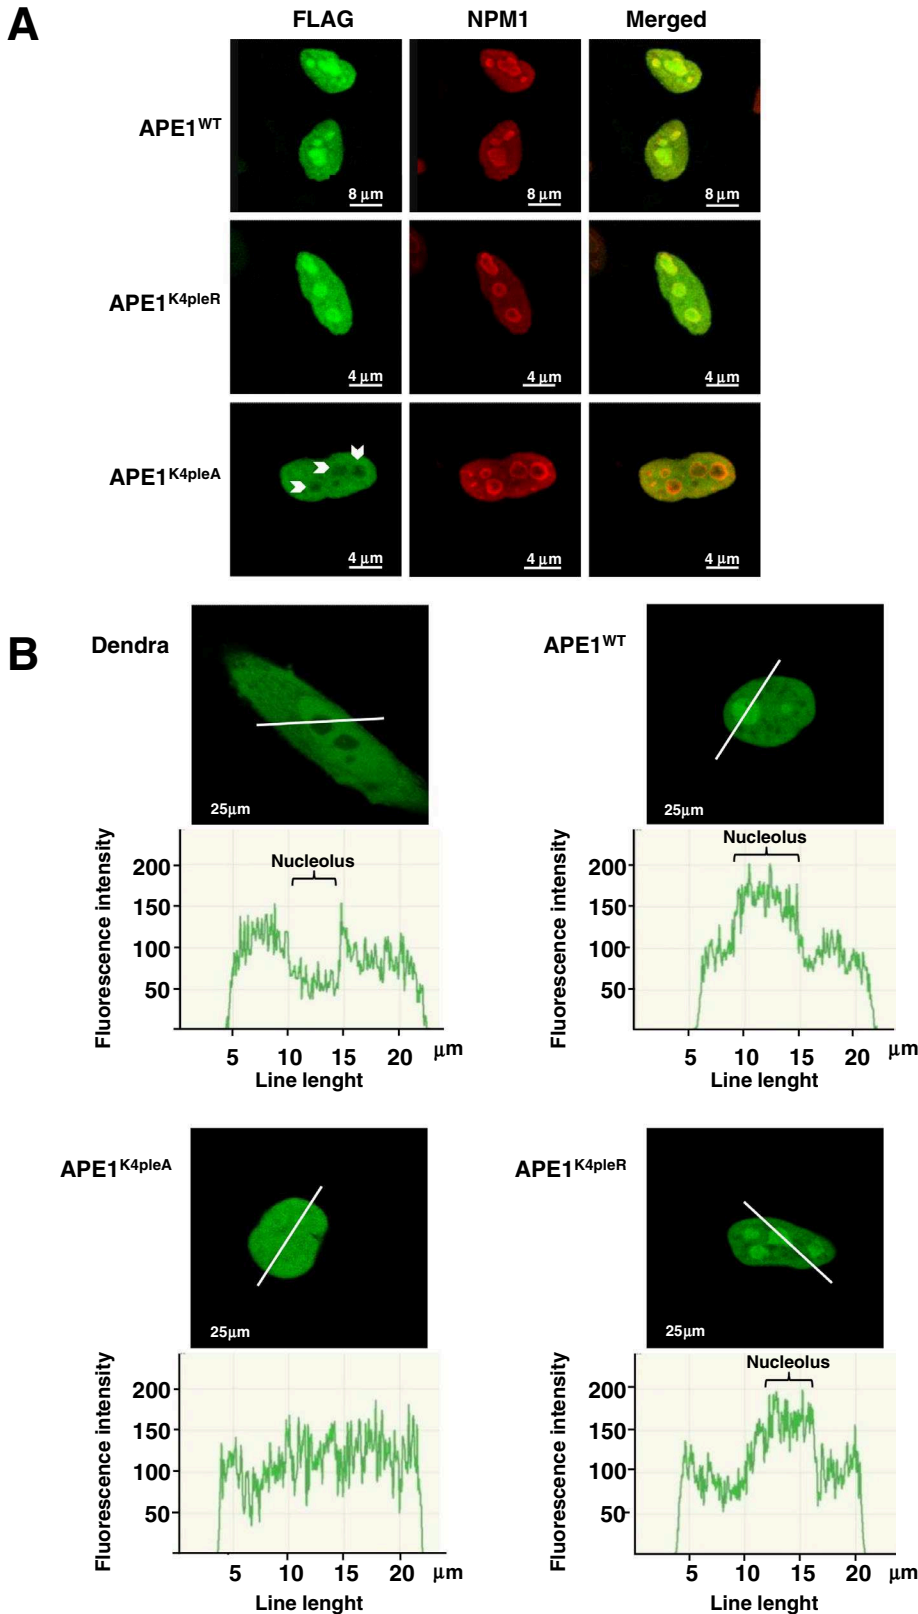 A
FLAG NPM1 Merged
APE1WT
8 μm 8 μm 8 μm
APE1K4pleR
4 μm 4 μm 4 μm
APE1K4pleA
4 μm 4 μm 4 μm
B
Dendra
25μm
Fluorescence intensity
200
150
100
50
Nucleolus
5 10 15 20 μm
Line lenght
APE1WT
25μm
Fluorescence intensity
200
150
100
50
Nucleolus
5 10 15 20 μm
Line lenght
APE1K4pleA
25μm
Fluorescence intensity
200
150
100
50
5 10 15 20 μm
Line lenght
APE1K4pleR
25μm
Fluorescence intensity
200
150
100
50
Nucleolus
5 10 15 20 μm
Line lenght